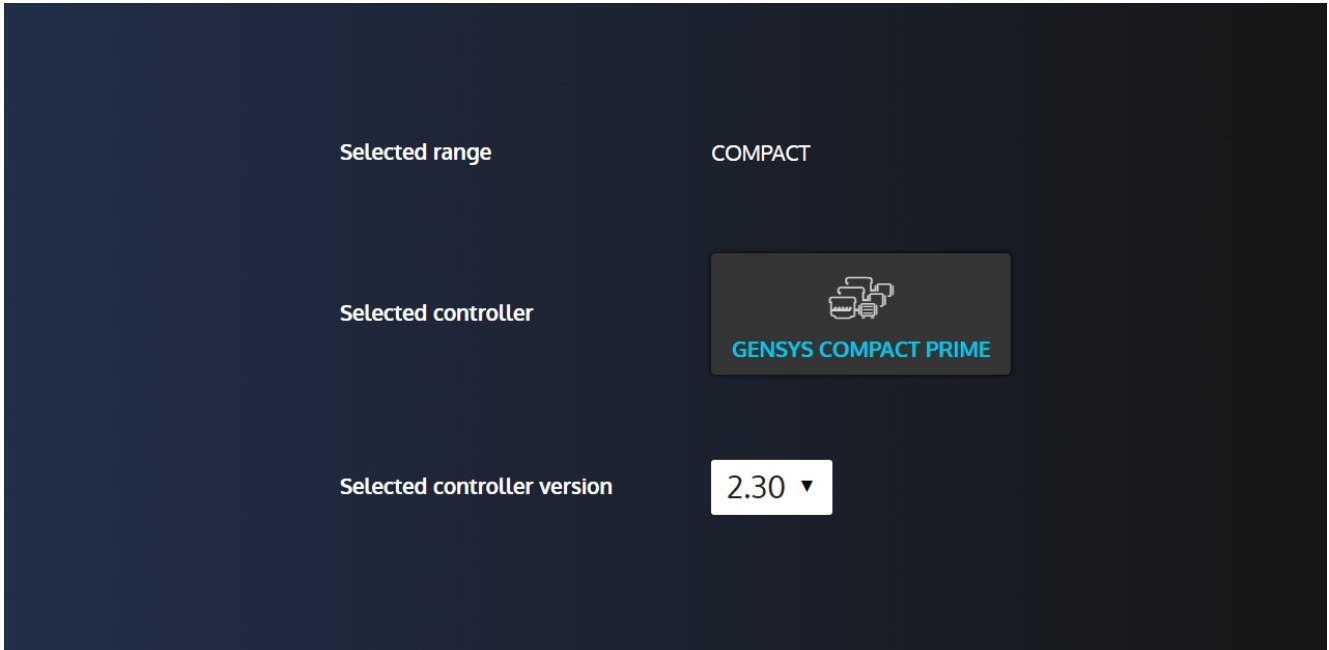 Selected range
COMPACT
Selected controller
GENSYS COMPACT PRIME
Selected controller version
2.30